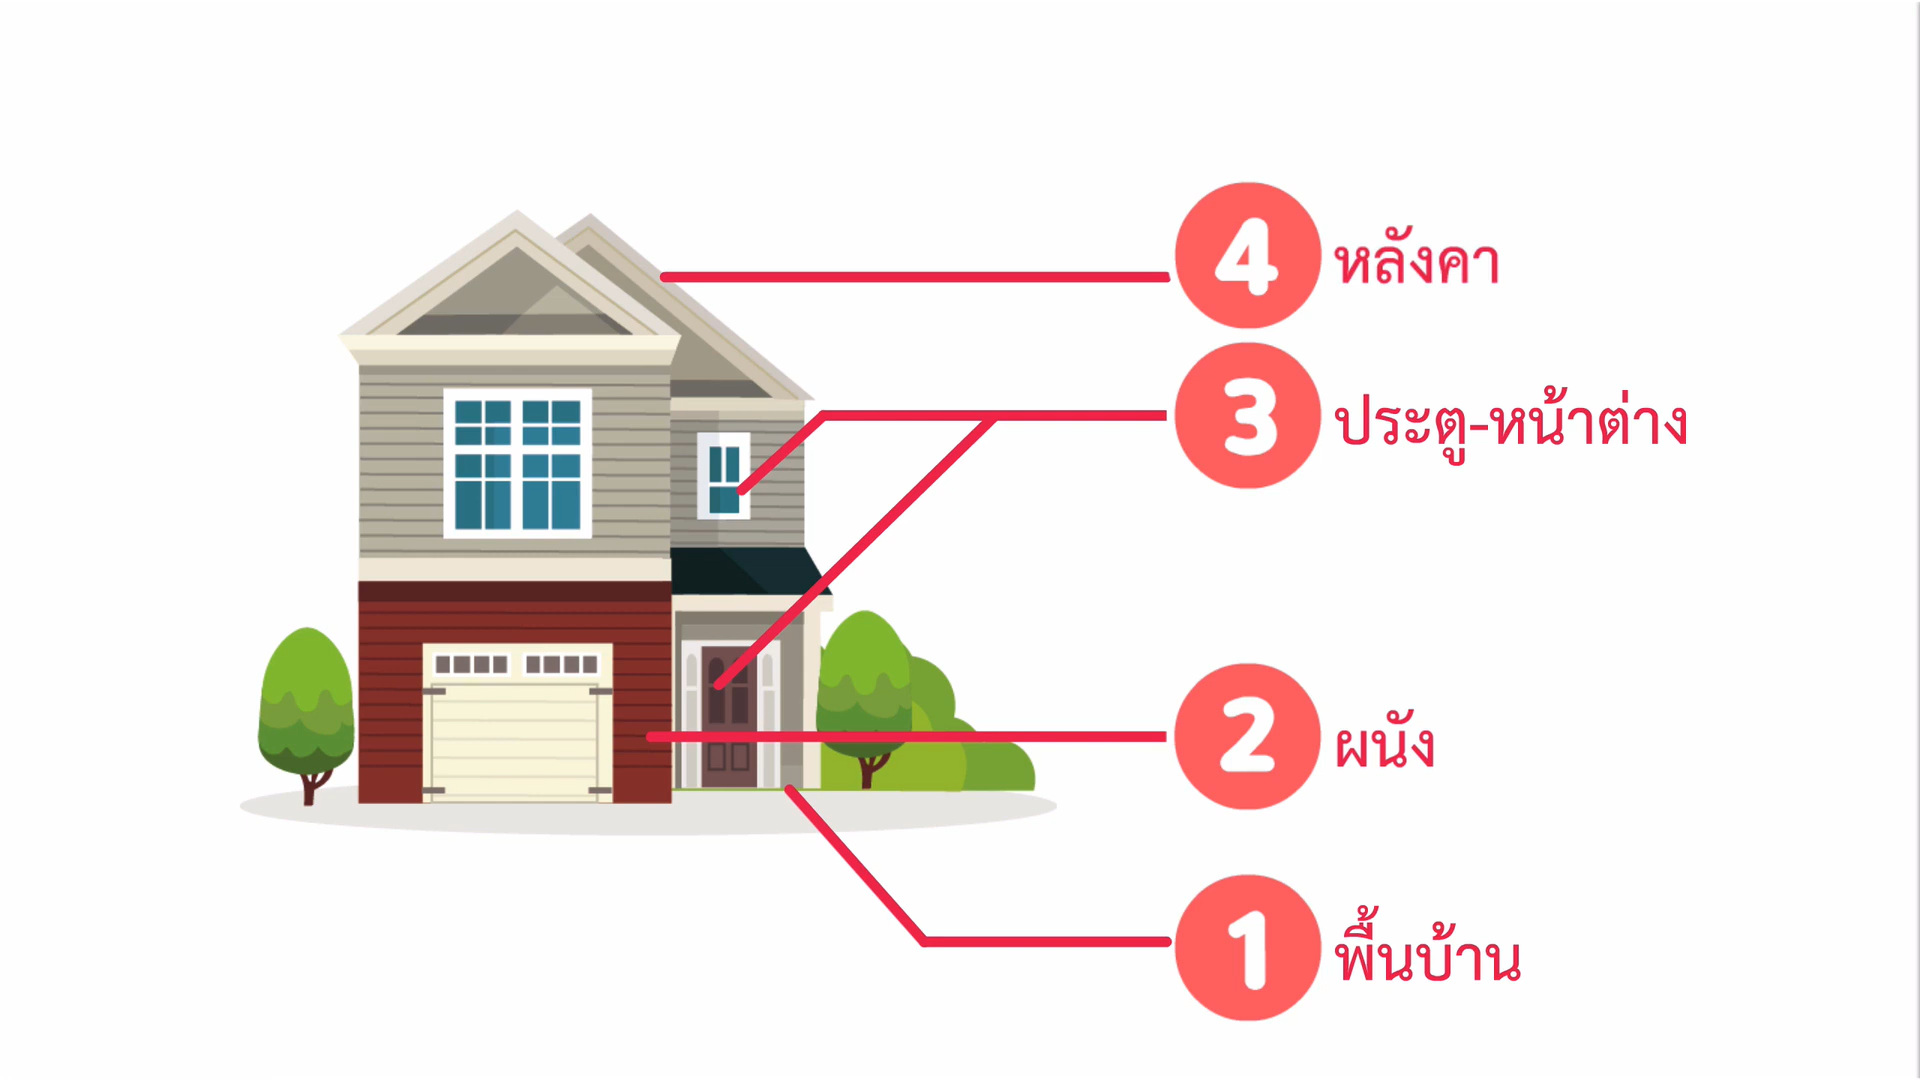 4 หลังคา
3 ประตู-หน้าต่าง
2 ผนัง
1 พื้นบ้าน